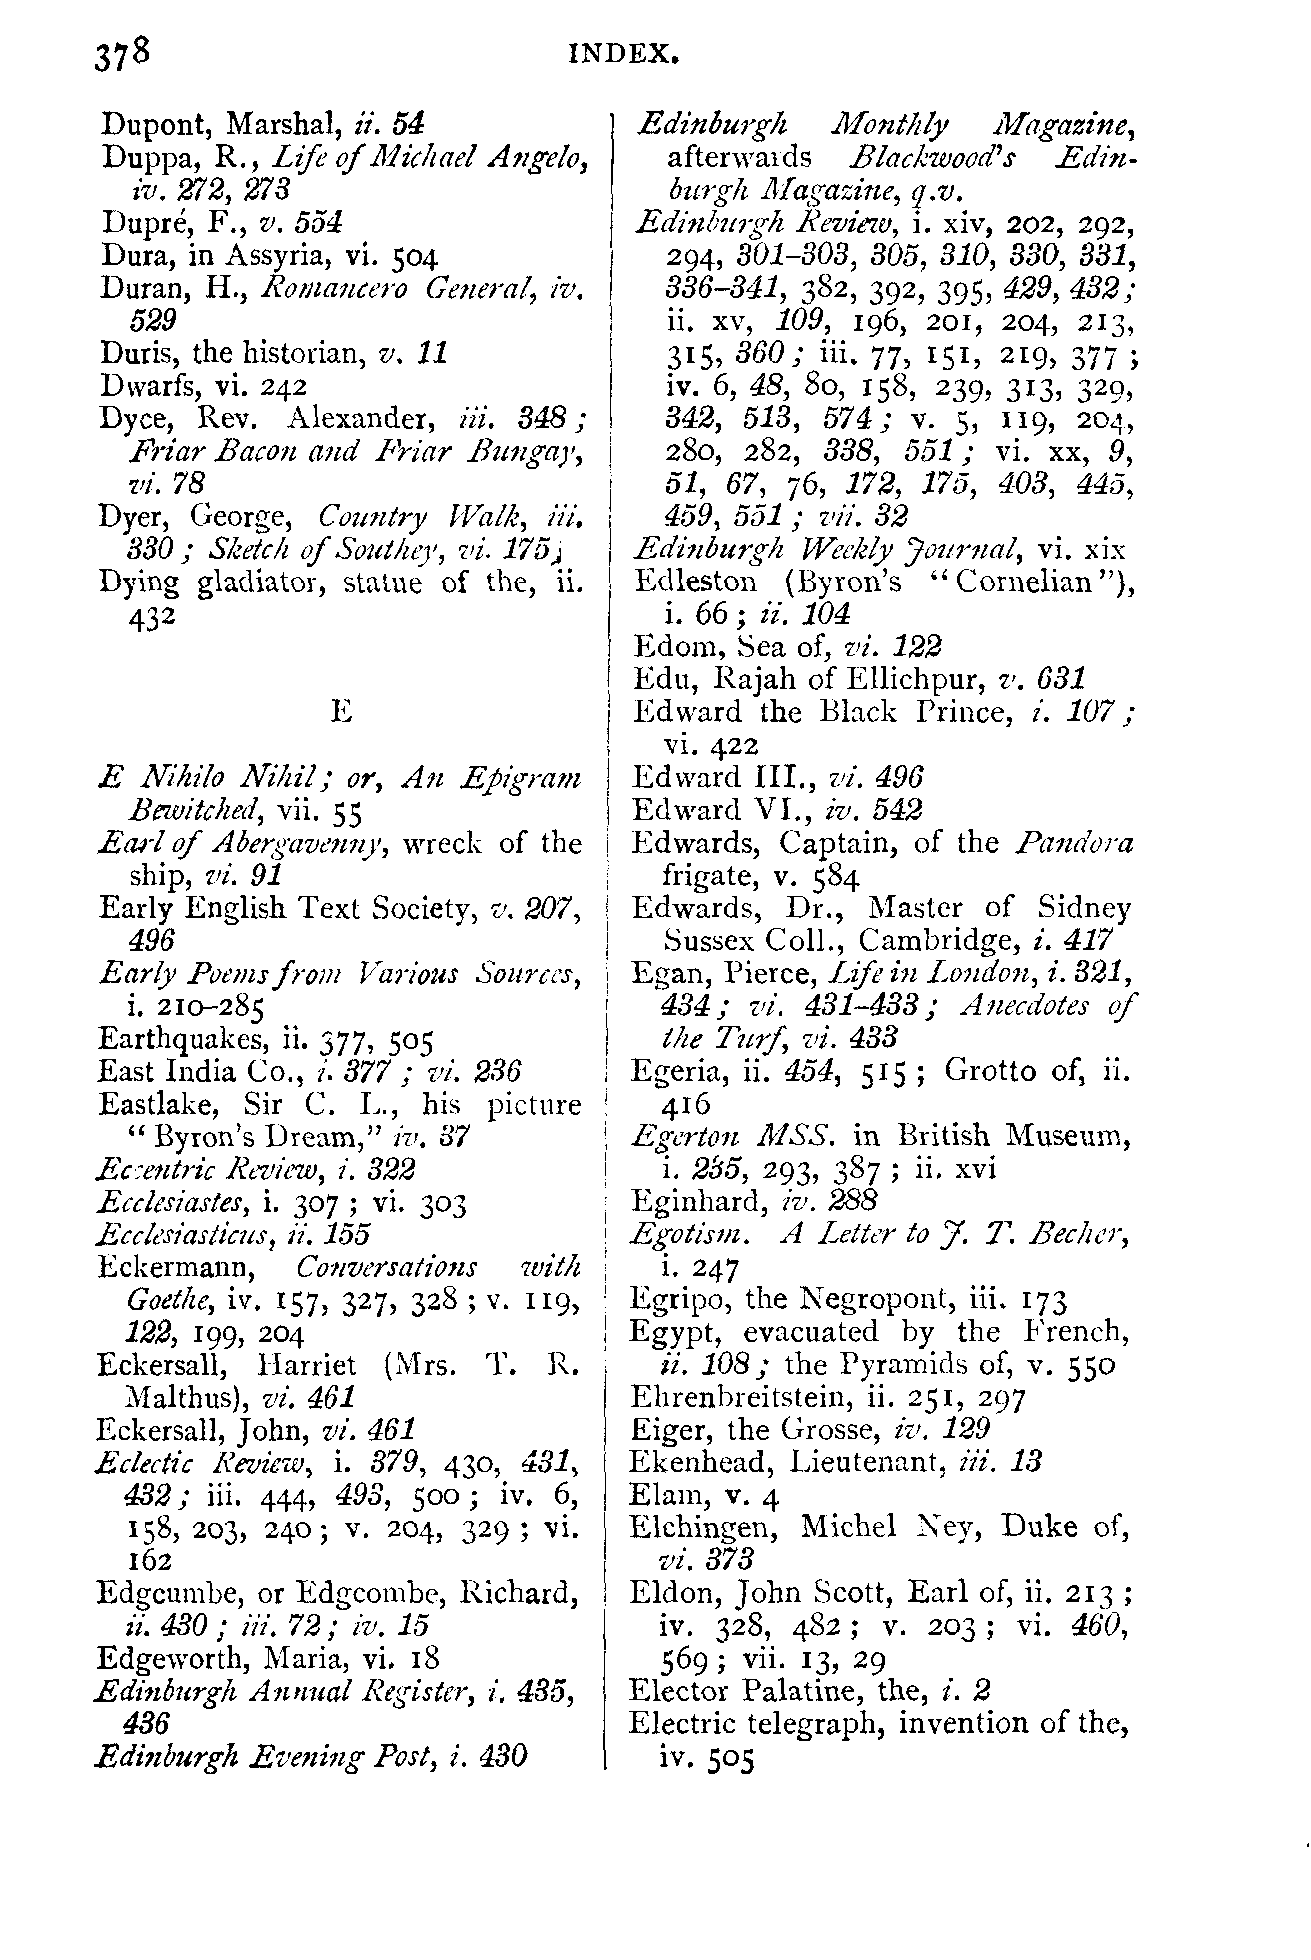 378
INDEX.
Dupont, Marshal, ii. 54
Duppa, R., Life of Michael Angelo,
iv. 272, 273
Dupré, F., v. 554
Dura, in Assyria, vi. 504
Duran, H., Romancero General, iv.
529
Duris, the historian, v. 11
Dwarfs, vi. 242
Dyce, Rev. Alexander, iii. 348 ;
Friar Bacon and Friar Bungay,
vi. 78
Dyer, George, Country Walk, iii.
330 ; Sketch of Southey, vi. 175
Dying gladiator, statue of the, ii.
432
E
E Nihilo Nihil ; or, An Epigram
Bewitched, vii. 55
Earl of Abergavenny, wreck of the
ship, vi. 91
Early English Text Society, v. 207,
496
Early Poems from Various Sources,
i. 210–285
Earthquakes, ii. 377, 505
East India Co., i. 377 ; vi. 236
Eastlake, Sir C. L., his picture
“ Byron's Dream,” iv. 37
Eccentric Review, i. 322
Ecclesiastes, i. 307 ; vi. 303
Ecclesiasticus, ii. 155
Eckermann, Conversations with
Goethe, iv. 157, 327, 328 ; v. 119,
122, 199, 204
Eckersall, Harriet (Mrs. T. R.
Malthus), vi. 461
Eckersall, John, vi. 461
Eclectic Review, i. 379, 430, 431,
432 ; iii. 444, 493, 500 ; iv. 6,
158, 203, 240 ; v. 204, 329 ; vi.
162
Edgcumbe, or Edgcombe, Richard,
ii. 430 ; iii. 72 ; iv. 15
Edgeworth, Maria, vi. 18
Edinburgh Annual Register, i. 435,
436
Edinburgh Evening Post, i. 430
Edinburgh Monthly Magazine,
afterwards Blackwood's Edin-
burgh Magazine, q.v.
Edinburgh Review, i. xiv, 202, 292,
294, 301–303, 305, 310, 330, 331,
336–341, 382, 392, 395, 429, 432 ;
ii. xv, 109, 196, 201, 204, 213,
315, 360 ; iii. 77, 151, 219, 377 ;
iv. 6, 48, 80, 158, 239, 313, 329,
342, 513, 574 ; v. 5, 119, 204,
280, 282, 338, 551 ; vi. xx, 9,
51, 67, 76, 172, 175, 403, 445,
459, 551 ; vii. 32
Edinburgh Weekly Journal, vi. xix
Edleston (Byron's “ Cornelian ”),
i. 66 ; ii. 104
Edom, Sea of, vi. 122
Edu, Rajah of Ellichpur, v. 631
Edward the Black Prince, i. 107 ;
vi. 422
Edward III., vi. 496
Edward VI., iv. 542
Edwards, Captain, of the Pandora
frigate, v. 584
Edwards, Dr., Master of Sidney
Sussex Coll., Cambridge, i. 417
Egan, Pierce, Life in London, i. 321,
434 ; vi. 431–433 ; Anecdotes of
the Turf, vi. 433
Egeria, ii. 454, 515 ; Grotto of, ii.
416
Egerton MSS. in British Museum,
i. 235, 293, 387 ; ii. xvi
Eginhard, iv. 288
Egotism. A Letter to J. T. Becher,
i. 247
Egripo, the Negropont, iii. 173
Egypt, evacuated by the French,
ii. 108 ; the Pyramids of, v. 550
Ehrenbreitstein, ii. 251, 297
Eiger, the Grosse, iv. 129
Ekenhead, Lieutenant, iii. 13
Elam, v. 4
Elchingen, Michel Ney, Duke of,
vi. 373
Eldon, John Scott, Earl of, ii. 213 ;
iv. 328, 482 ; v. 203 ; vi. 460,
569 ; vii. 13, 29
Elector Palatine, the, i. 2
Electric telegraph, invention of the,
iv. 505